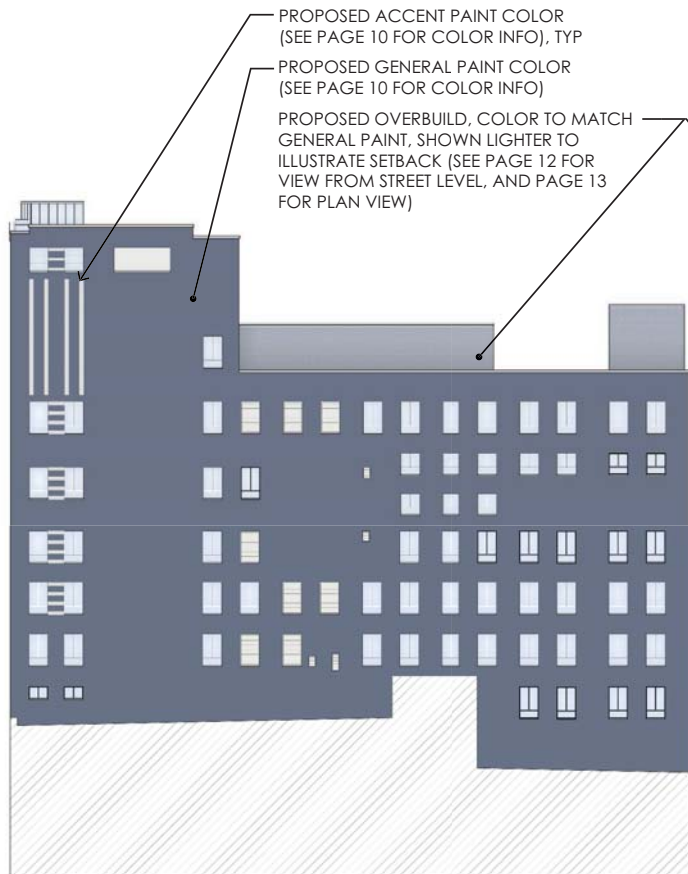 PROPOSED ACCENT PAINT COLOR
(SEE PAGE 10 FOR COLOR INFO), TYP
PROPOSED GENERAL PAINT COLOR
(SEE PAGE 10 FOR COLOR INFO)
PROPOSED OVERBUILD, COLOR TO MATCH
GENERAL PAINT, SHOWN LIGHTER TO
ILLUSTRATE SETBACK (SEE PAGE 12 FOR
VIEW FROM STREET LEVEL, AND PAGE 13
FOR PLAN VIEW)